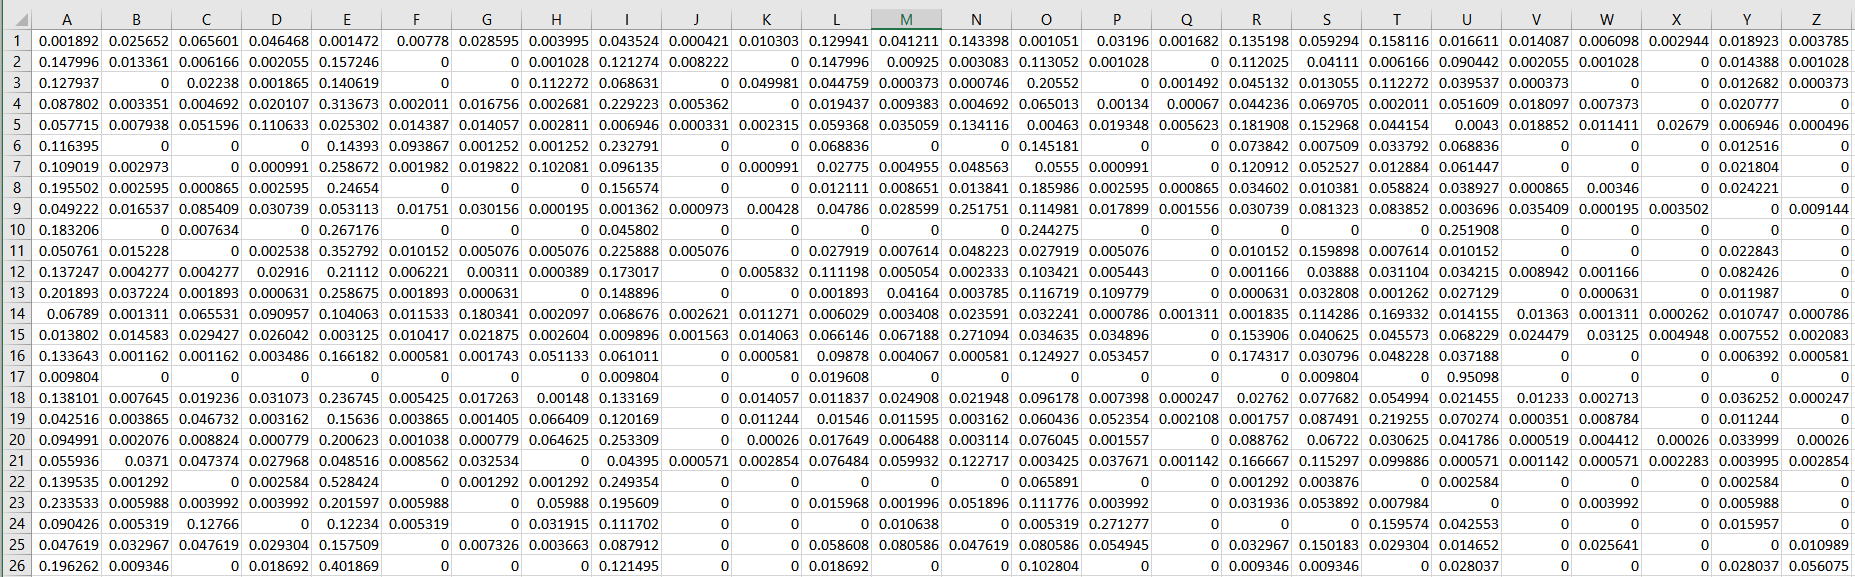 A B C D E F G H I J K L M N O P Q R S T U V W X Y Z
1 0.001892 0.025652 0.065601 0.046468 0.001472 0.00778 0.028595 0.003995 0.043524 0.000421 0.010303 0.129941 0.041211 0.143398 0.001051 0.03196 0.001682 0.135198 0.059294 0.158116 0.016611 0.014087 0.006098 0.002944 0.018923 0.003785
2 0.147996 0.013361 0.006166 0.002055 0.157246 0 0 0.001028 0.121274 0.008222 0 0.147996 0.00925 0.003083 0.113052 0.001028 0 0.112025 0.04111 0.006166 0.090442 0.002055 0.001028 0 0.014388 0.001028
3 0.127937 0 0.02238 0.001865 0.140619 0 0 0.112272 0.068631 0 0.049981 0.044759 0.000373 0.000746 0.20552 0 0.001492 0.045132 0.013055 0.112272 0.039537 0.000373 0 0 0.012682 0.000373
4 0.087802 0.003351 0.004692 0.020107 0.313673 0.002011 0.016756 0.002681 0.229223 0.005362 0 0.019437 0.009383 0.004692 0.065013 0.00134 0.00067 0.044236 0.069705 0.002011 0.051609 0.018097 0.007373 0 0.020777 0
5 0.057715 0.007938 0.051596 0.110633 0.025302 0.014387 0.014057 0.002811 0.006946 0.000331 0.002315 0.059368 0.035059 0.134116 0.00463 0.019348 0.005623 0.181908 0.152968 0.044154 0.0043 0.018852 0.011411 0.02679 0.006946 0.000496
6 0.116395 0 0 0 0.14393 0.093867 0.001252 0.001252 0.232791 0 0 0.068836 0 0 0.145181 0 0 0.073842 0.007509 0.033792 0.068836 0 0 0 0.012516 0
7 0.109019 0.002973 0 0.000991 0.258672 0.001982 0.019822 0.102081 0.096135 0 0.000991 0.02775 0.004955 0.048563 0.0555 0.000991 0 0.120912 0.052527 0.012884 0.061447 0 0 0 0.021804 0
8 0.195502 0.002595 0.000865 0.002595 0.24654 0 0 0 0.156574 0 0 0.012111 0.008651 0.013841 0.185986 0.002595 0.000865 0.034602 0.010381 0.058824 0.038927 0.000865 0.00346 0 0.024221 0
9 0.049222 0.016537 0.085409 0.030739 0.053113 0.01751 0.030156 0.000195 0.001362 0.000973 0.00428 0.04786 0.028599 0.251751 0.114981 0.017899 0.001556 0.030739 0.081323 0.083852 0.003696 0.035409 0.000195 0.003502 0 0.009144
10 0.183206 0 0.007634 0 0.267176 0 0 0 0.045802 0 0 0 0 0 0.244275 0 0 0 0 0 0.251908 0 0 0 0 0
11 0.050761 0.015228 0 0.002538 0.352792 0.010152 0.005076 0.005076 0.225888 0.005076 0 0.027919 0.007614 0.048223 0.027919 0.005076 0 0.010152 0.159898 0.007614 0.010152 0 0 0 0.022843 0
12 0.137247 0.004277 0.004277 0.02916 0.21112 0.006221 0.00311 0.000389 0.173017 0 0.005832 0.111198 0.005054 0.002333 0.103421 0.005443 0 0.001166 0.03888 0.031104 0.034215 0.008942 0.001166 0 0.082426 0
13 0.201893 0.037224 0.001893 0.000631 0.258675 0.001893 0.000631 0 0.148896 0 0 0.001893 0.04164 0.003785 0.116719 0.109779 0 0.000631 0.032808 0.001262 0.027129 0 0.000631 0 0.011987 0
14 0.06789 0.001311 0.065531 0.090957 0.104063 0.011533 0.180341 0.002097 0.068676 0.002621 0.011271 0.006029 0.003408 0.023591 0.032241 0.000786 0.001311 0.001835 0.114286 0.169332 0.014155 0.01363 0.001311 0.000262 0.010747 0.000786
15 0.013802 0.014583 0.029427 0.026042 0.003125 0.010417 0.021875 0.002604 0.009896 0.001563 0.014063 0.066146 0.067188 0.271094 0.034635 0.034896 0 0.153906 0.040625 0.045573 0.068229 0.024479 0.03125 0.004948 0.007552 0.002083
16 0.133643 0.001162 0.001162 0.003486 0.166182 0.000581 0.001743 0.051133 0.061011 0 0.000581 0.09878 0.004067 0.000581 0.124927 0.053457 0 0.174317 0.030796 0.048228 0.037188 0 0 0 0.006392 0.000581
17 0.009804 0 0 0 0 0 0 0 0.009804 0 0 0.019608 0 0 0 0 0 0 0.009804 0 0.95098 0 0 0 0 0
18 0.138101 0.007645 0.019236 0.031073 0.236745 0.005425 0.017263 0.00148 0.133169 0 0.014057 0.011837 0.024908 0.021948 0.096178 0.007398 0.000247 0.02762 0.077682 0.054994 0.021455 0.01233 0.002713 0 0.036252 0.000247
19 0.042516 0.003865 0.046732 0.003162 0.15636 0.003865 0.001405 0.066409 0.120169 0 0.011244 0.01546 0.011595 0.003162 0.060436 0.052354 0.002108 0.001757 0.087491 0.219255 0.070274 0.000351 0.008784 0 0.011244 0
20 0.094991 0.002076 0.008824 0.000779 0.200623 0.001038 0.000779 0.064625 0.253309 0 0.00026 0.017649 0.006488 0.003114 0.076045 0.001557 0 0.088762 0.06722 0.030625 0.041786 0.000519 0.004412 0.00026 0.033999 0.00026
21 0.055936 0.0371 0.047374 0.027968 0.048516 0.008562 0.032534 0 0.04395 0.000571 0.002854 0.076484 0.059932 0.122717 0.003425 0.037671 0.001142 0.166667 0.115297 0.099886 0.000571 0.001142 0.000571 0.002283 0.003995 0.002854
22 0.139535 0.001292 0 0.002584 0.528424 0 0.001292 0.001292 0.249354 0 0 0 0 0 0.065891 0 0 0.001292 0.003876 0 0.002584 0 0 0 0.002584 0
23 0.233533 0.005988 0.003992 0.003992 0.201597 0.005988 0 0.05988 0.195609 0 0 0.015968 0.001996 0.051896 0.111776 0.003992 0 0.031936 0.053892 0.007984 0 0 0.003992 0 0.005988 0
24 0.090426 0.005319 0.12766 0 0.12234 0.005319 0 0.031915 0.111702 0 0 0 0.010638 0 0.005319 0.271277 0 0 0 0.159574 0.042553 0 0 0 0.015957 0
25 0.047619 0.032967 0.047619 0.029304 0.157509 0 0.007326 0.003663 0.087912 0 0 0.058608 0.080586 0.047619 0.080586 0.054945 0 0.032967 0.150183 0.029304 0.014652 0 0.025641 0 0 0.010989
26 0.196262 0.009346 0 0.018692 0.401869 0 0 0 0.121495 0 0 0.018692 0 0 0.102804 0 0 0.009346 0.009346 0 0.028037 0 0 0 0.028037 0.056075